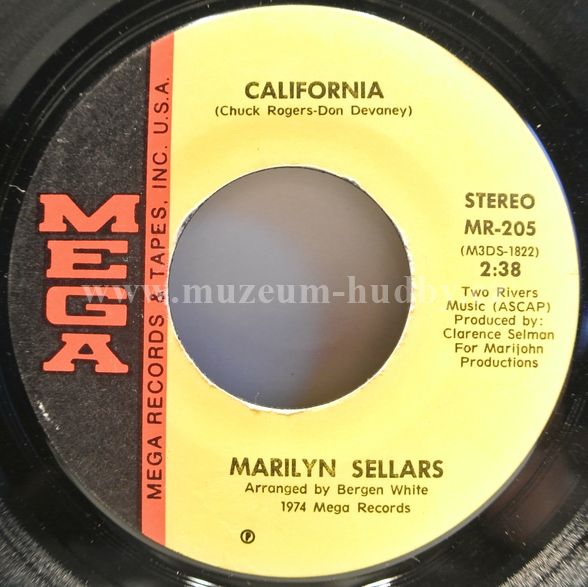 CALIFORNIA
(Chuck Rogers-Don Devaney)
MEGA
MEGA RECORDS & TAPES, INC. U.S.A.
STEREO
MR-205
(M3DS-1822)
2:38
Two Rivers
Music (ASCAP)
Produced by:
Clarence Selman
For Marijohn
Productions
www.muzeum-hudby
MARILYN SELLARS
Arranged by Bergen White
1974 Mega Records
℗